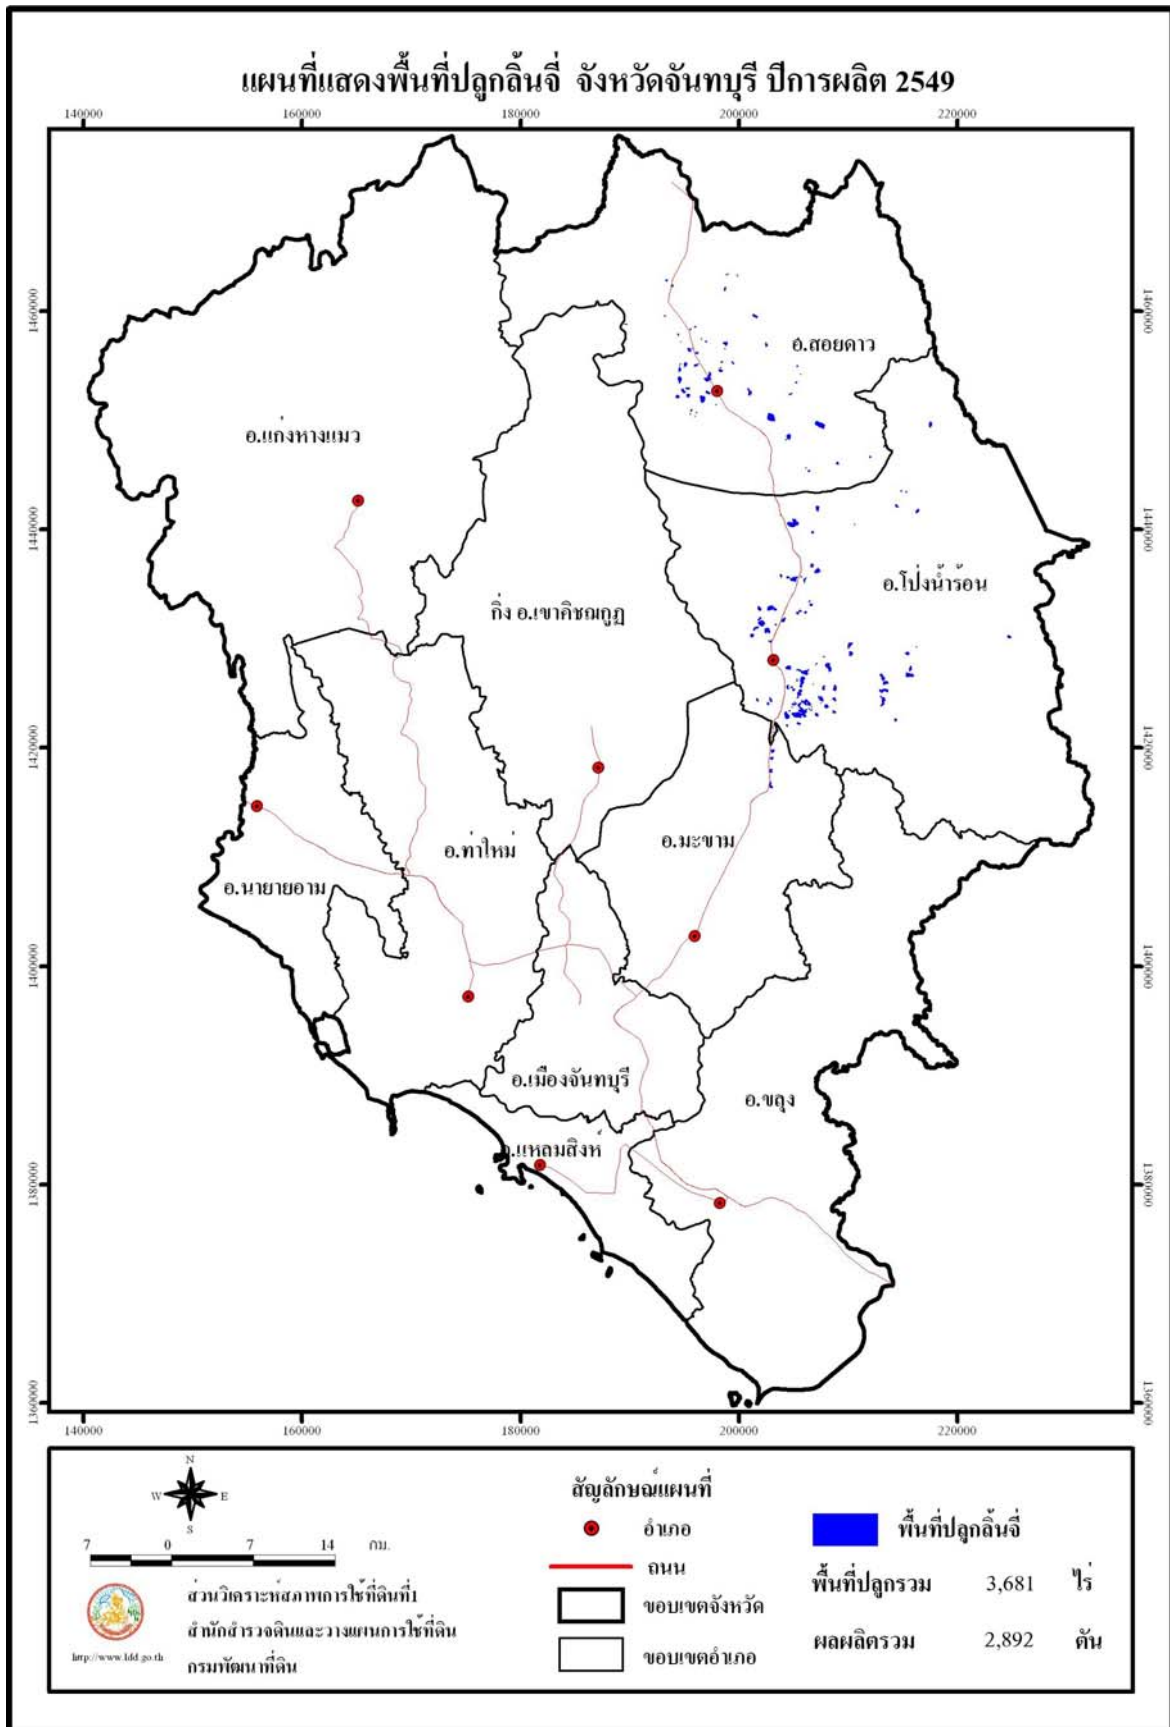 แผนที่แสดงพื้นที่ปลูกลิ้นจี่ จังหวัดจันทบุรี ปีการผลิต 2549
140000 160000 180000 200000 220000
1460000 1460000
อ.สอยดาว
อ.แก่งหางแมว
1440000 1440000
อ.โป่งน้ำร้อน
กิ่ง อ.เขาคิชฌกูฏ
1420000 1420000
อ.ท่าใหม่
อ.มะขาม
อ.นายายอาม
1400000 1400000
อ.เมืองจันทบุรี
อ.ขลุง
อ.แหลมสิงห์
1380000 1380000
1360000 1360000
140000 160000 180000 200000 220000
N
W E
S
7 0 7 14 กม.
ส่วนวิเคราะห์สภาพการใช้ที่ดินที่1
สำนักสำรวจดินและวางแผนการใช้ที่ดิน
http://www.ldd.go.th
กรมพัฒนาที่ดิน
สัญลักษณ์แผนที่
อำเภอ
ถนน
ขอบเขตจังหวัด
ขอบเขตอำเภอ
พื้นที่ปลูกลิ้นจี่
พื้นที่ปลูกรวม 3,681 ไร่
ผลผลิตรวม 2,892 ตัน